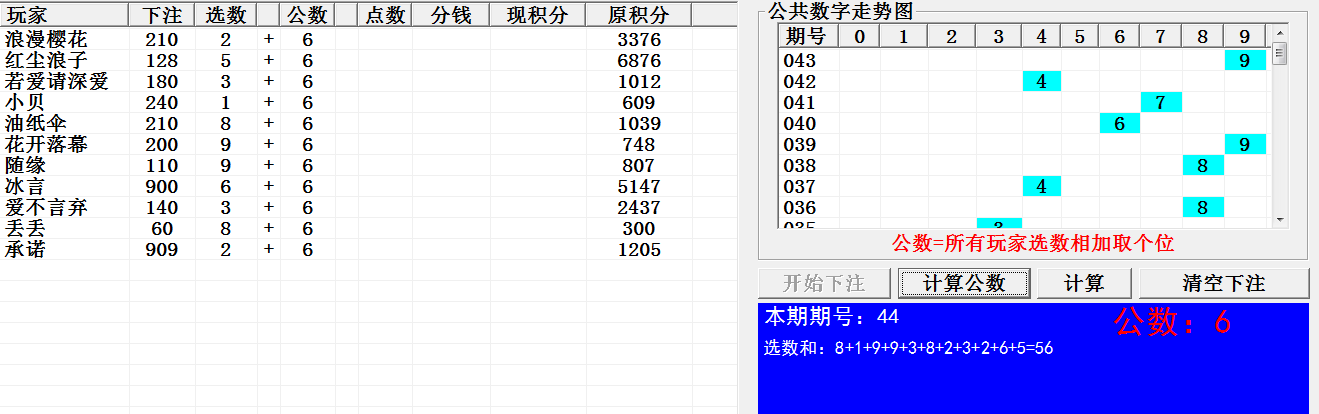 玩家 下注 选数 公数 点数 分钱 现积分 原积分
浪漫樱花 210 2 + 6 3376
红尘浪子 128 5 + 6 6876
若爱请深爱 180 3 + 6 1012
小贝 240 1 + 6 609
油纸伞 210 8 + 6 1039
花开落幕 200 9 + 6 748
随缘 110 9 + 6 807
冰言 900 6 + 6 5147
爱不言弃 140 3 + 6 2437
丢丢 60 8 + 6 300
承诺 909 2 + 6 1205
公共数字走势图
期号 0 1 2 3 4 5 6 7 8 9
043 9
042 4
041 7
040 6
039 9
038 8
037 4
036 8
035 3
公数=所有玩家选数相加取个位
开始下注 计算公数 计算 清空下注
本期期号：44 公数：6
选数和：8+1+9+9+3+8+2+3+2+6+5=56